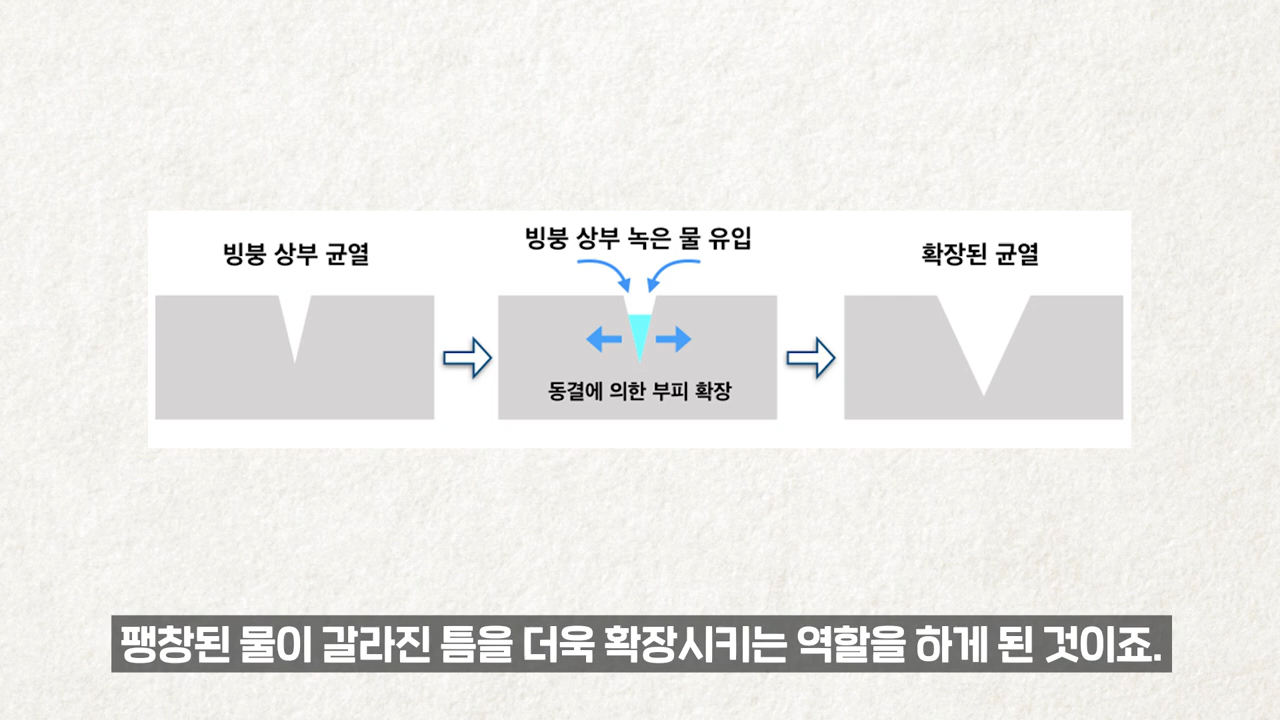 빙붕 상부 균열
빙붕 상부 녹은 물 유입
확장된 균열
동결에 의한 부피 확장
팽창된 물이 갈라진 틈을 더욱 확장시키는 역할을 하게 된 것이죠.